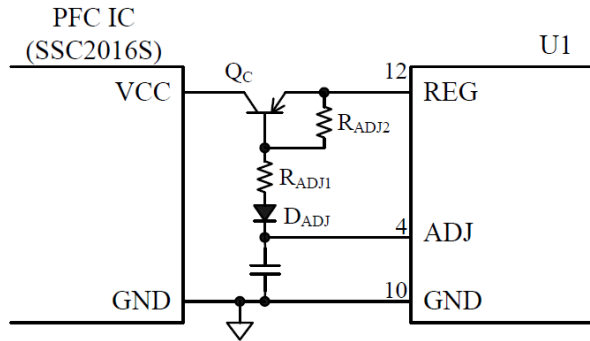 PFC IC
(SSC2016S)
U1
VCC
QC
12
REG
RADJ2
RADJ1
DADJ
4
ADJ
GND
10
GND